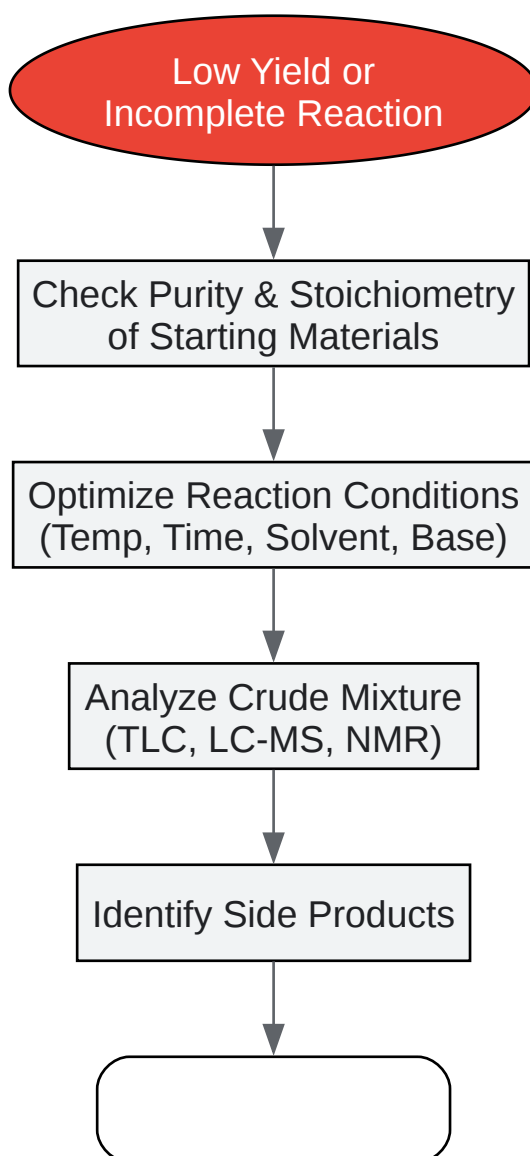 Low Yield or
Incomplete Reaction
Check Purity & Stoichiometry
of Starting Materials
Optimize Reaction Conditions
(Temp, Time, Solvent, Base)
Analyze Crude Mixture
(TLC, LC-MS, NMR)
Identify Side Products